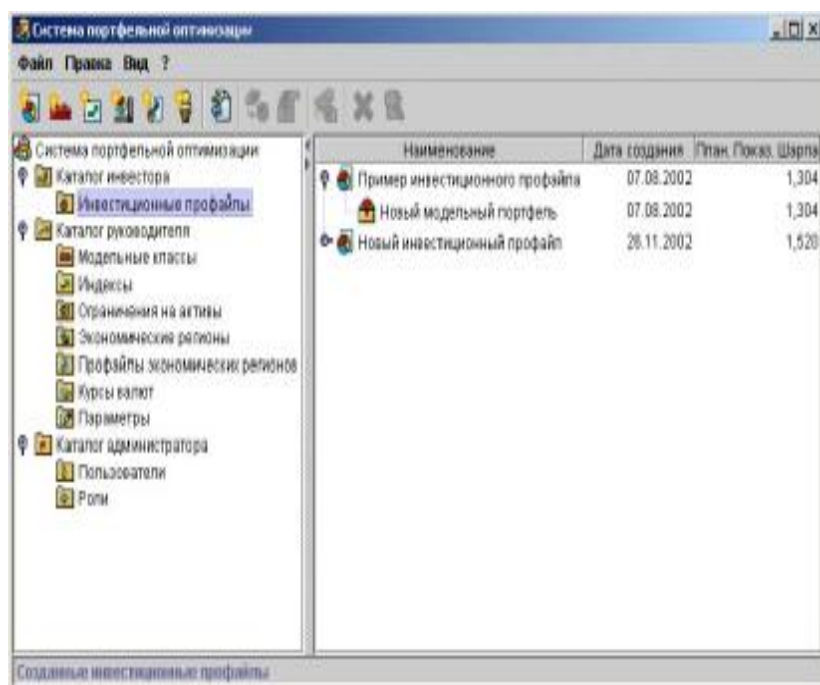 Система портфельной оптимизации
Файл Правка Вид ?
Система портфельной оптимизации
Каталог инвестора
Инвестиционные профайлы
Каталог руководителя
Модельные классы
Индексы
Ограничения на активы
Экономические регионы
Профайлы экономических регионов
Курсы валют
Параметры
Каталог администратора
Пользователи
Роли
Наименование Дата создания План. Показ. Шарпа
Пример инвестиционного профайла 07.08.2002 1,304
Новый модельный портфель 07.08.2002 1,304
Новый инвестиционный профайл 28.11.2002 1,520
Созданные инвестиционные профайлы